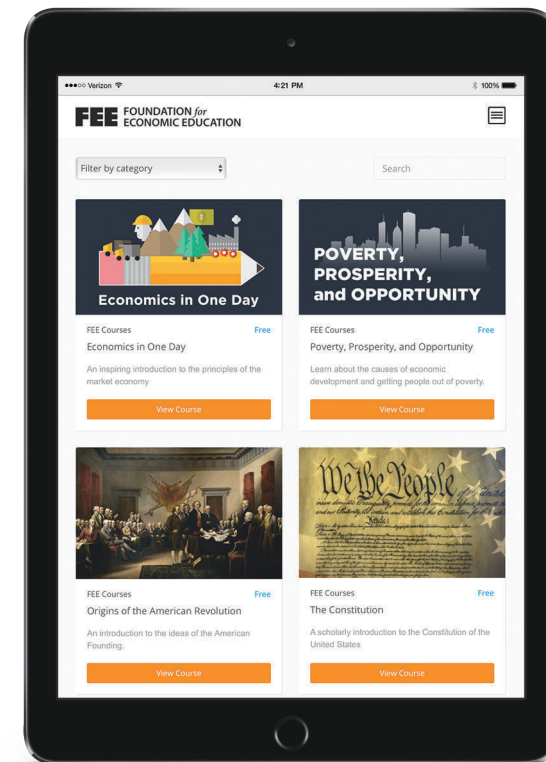 Verizon
4:21 PM
100%
FEE FOUNDATION for
ECONOMIC EDUCATION
Filter by category
Search
Economics in One Day
FEE Courses Free
Economics in One Day
An inspiring introduction to the principles of the
market economy
View Course
POVERTY,
PROSPERITY,
and OPPORTUNITY
FEE Courses Free
Poverty, Prosperity, and Opportunity
Learn about the causes of economic
development and getting people out of poverty.
View Course
FEE Courses Free
Origins of the American Revolution
An introduction to the ideas of the American
Founding.
View Course
We the People
FEE Courses Free
The Constitution
A scholarly introduction to the Constitution of the
United States
View Course